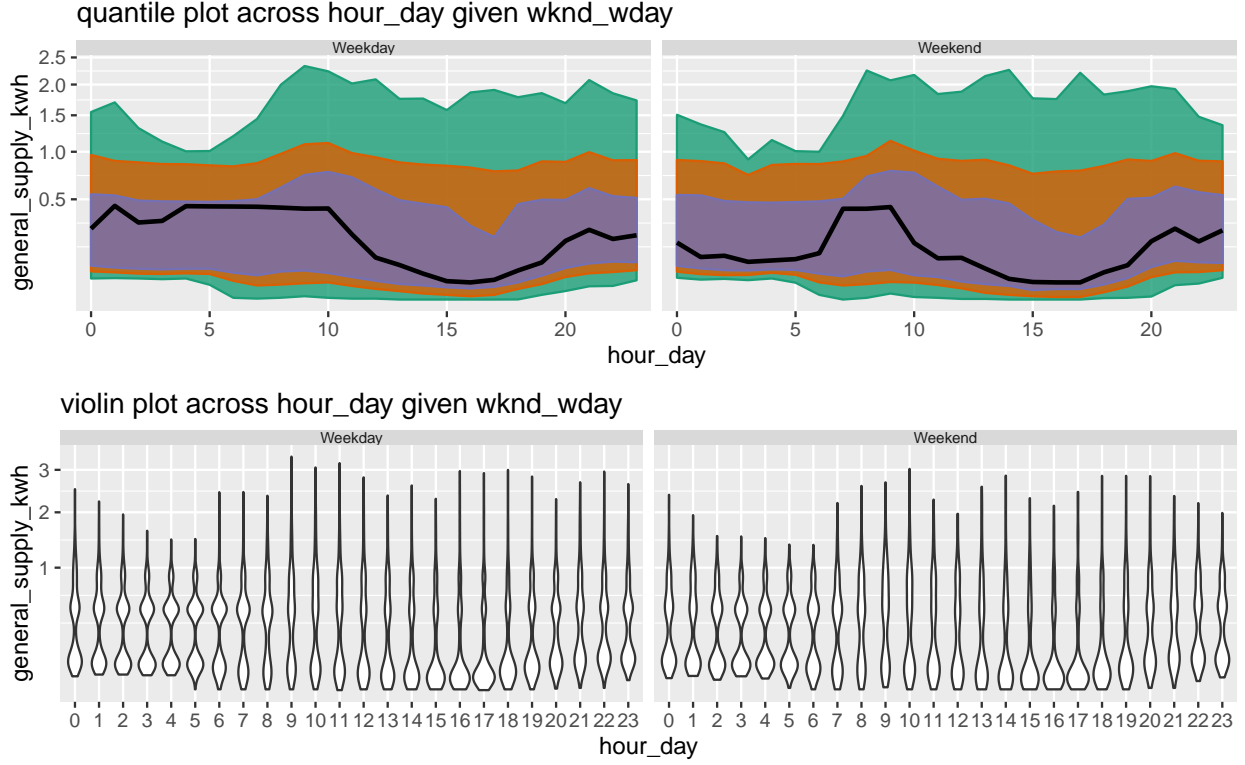 quantile plot across hour_day given wknd_wday
Weekday
Weekend
general_supply_kwh
2.5
2.0
1.5
1.0
0.5
0 5 10 15 20
0 5 10 15 20
hour_day
violin plot across hour_day given wknd_wday
Weekday
Weekend
general_supply_kwh
3
2
1
0 1 2 3 4 5 6 7 8 9 10 11 12 13 14 15 16 17 18 19 20 21 22 23
0 1 2 3 4 5 6 7 8 9 10 11 12 13 14 15 16 17 18 19 20 21 22 23
hour_day